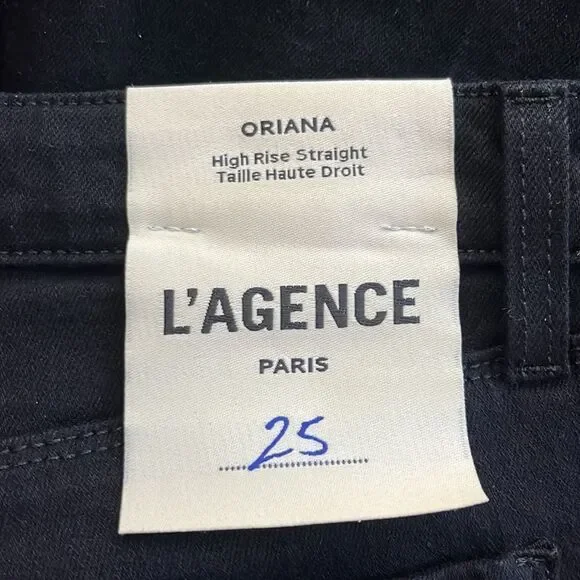 ORIANA
High Rise Straight
Taille Haute Droit
L'AGENCE
PARIS
25